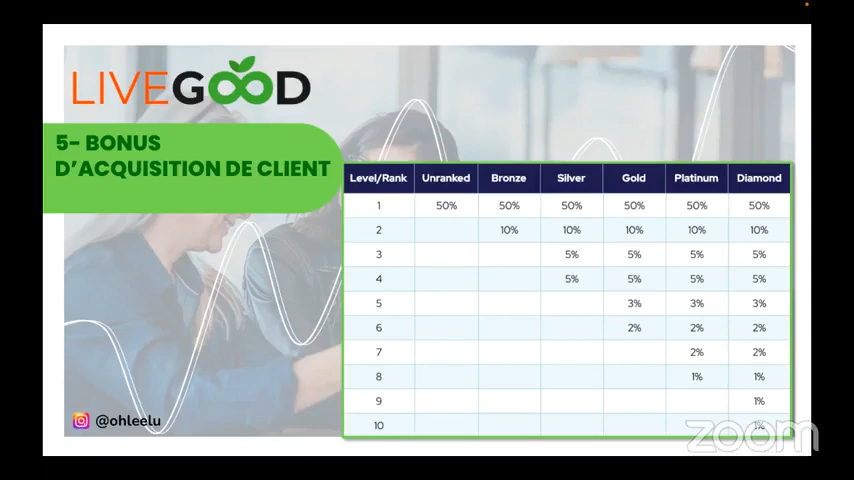 LIVEGOOD
5- BONUS
D'ACQUISITION DE CLIENT
Level/Rank Unranked Bronze Silver Gold Platinum Diamond
1 50% 50% 50% 50% 50% 50%
2 10% 10% 10% 10% 10%
3 5% 5% 5% 5%
4 5% 5% 5% 5%
5 3% 3% 3%
6 2% 2% 2%
7 2% 2%
8 1% 1%
9 1%
10 1%
@ohleelu
zoom